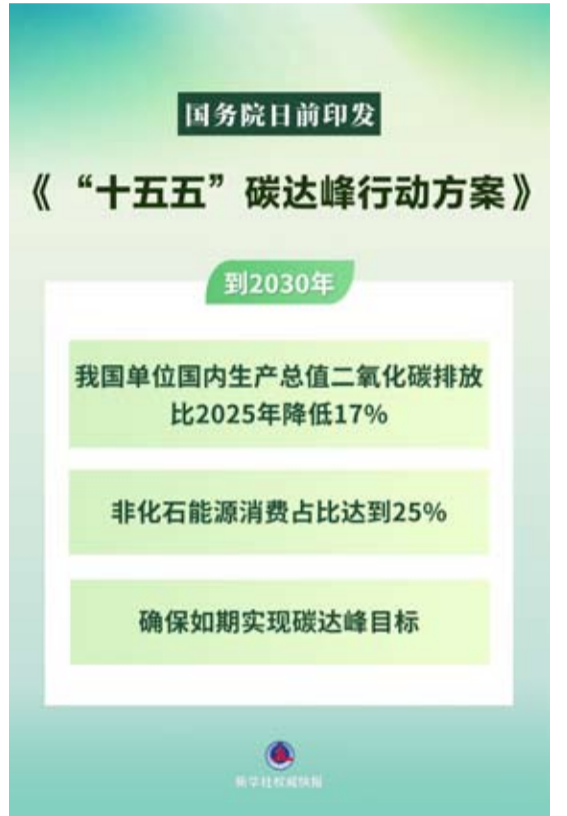 国务院日前印发
《“十五五”碳达峰行动方案》
到2030年
我国单位国内生产总值二氧化碳排放
比2025年降低17%
非化石能源消费占比达到25%
确保如期实现碳达峰目标
新华社权威快报